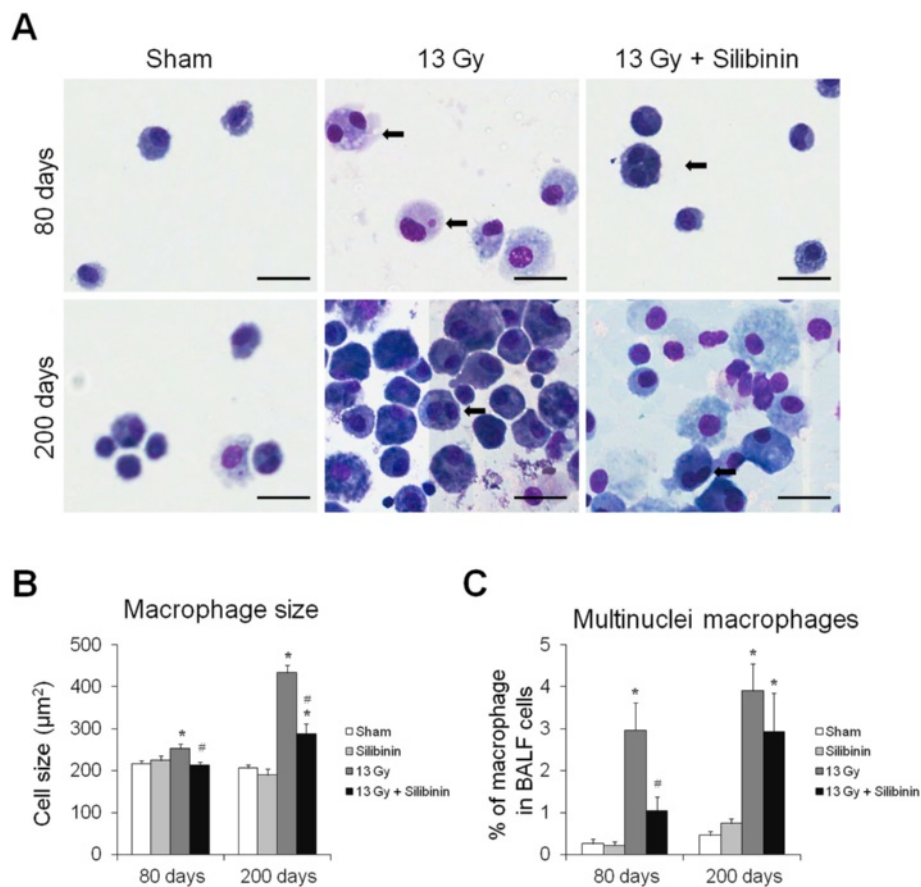 A
Sham
13 Gy
13 Gy + Silibinin
80 days
200 days
B
Macrophage size
Cell size (µm²)
500
400
300
200
100
0
*
#
*
#
*
80 days
200 days
Sham
Silibinin
13 Gy
13 Gy + Silibinin
C
Multinuclei macrophages
% of macrophage
in BALF cells
5
4
3
2
1
0
*
#
*
*
80 days
200 days
Sham
Silibinin
13 Gy
13 Gy + Silibinin